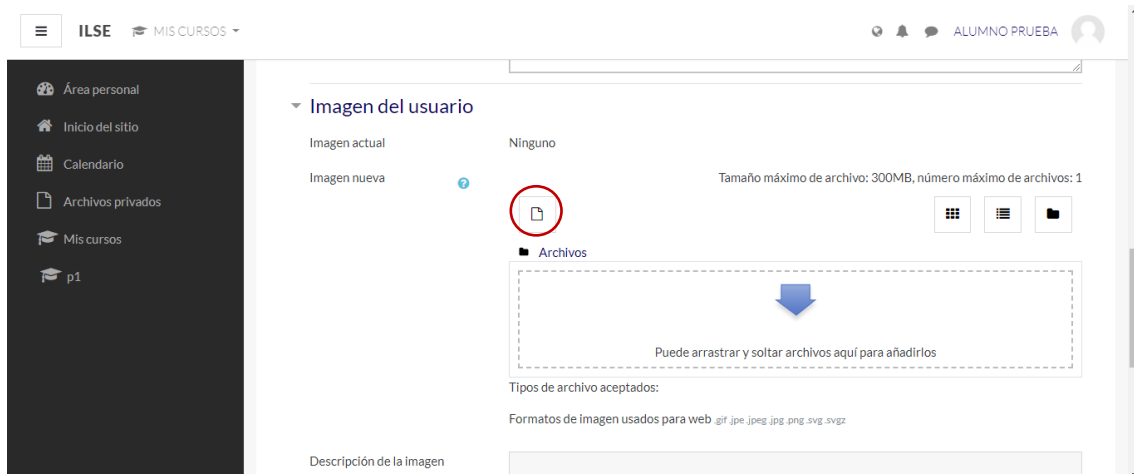 ILSE MIS CURSOS ALUMNO PRUEBA
Área personal
Inicio del sitio
Calendario
Archivos privados
Mis cursos
p1
Imagen del usuario
Imagen actual Ninguno
Imagen nueva Tamaño máximo de archivo: 300MB, número máximo de archivos: 1
Archivos
Puede arrastrar y soltar archivos aquí para añadirlos
Tipos de archivo aceptados:
Formatos de imagen usados para web .gif .jpe .jpeg .jpg .png .svg .svgz
Descripción de la imagen